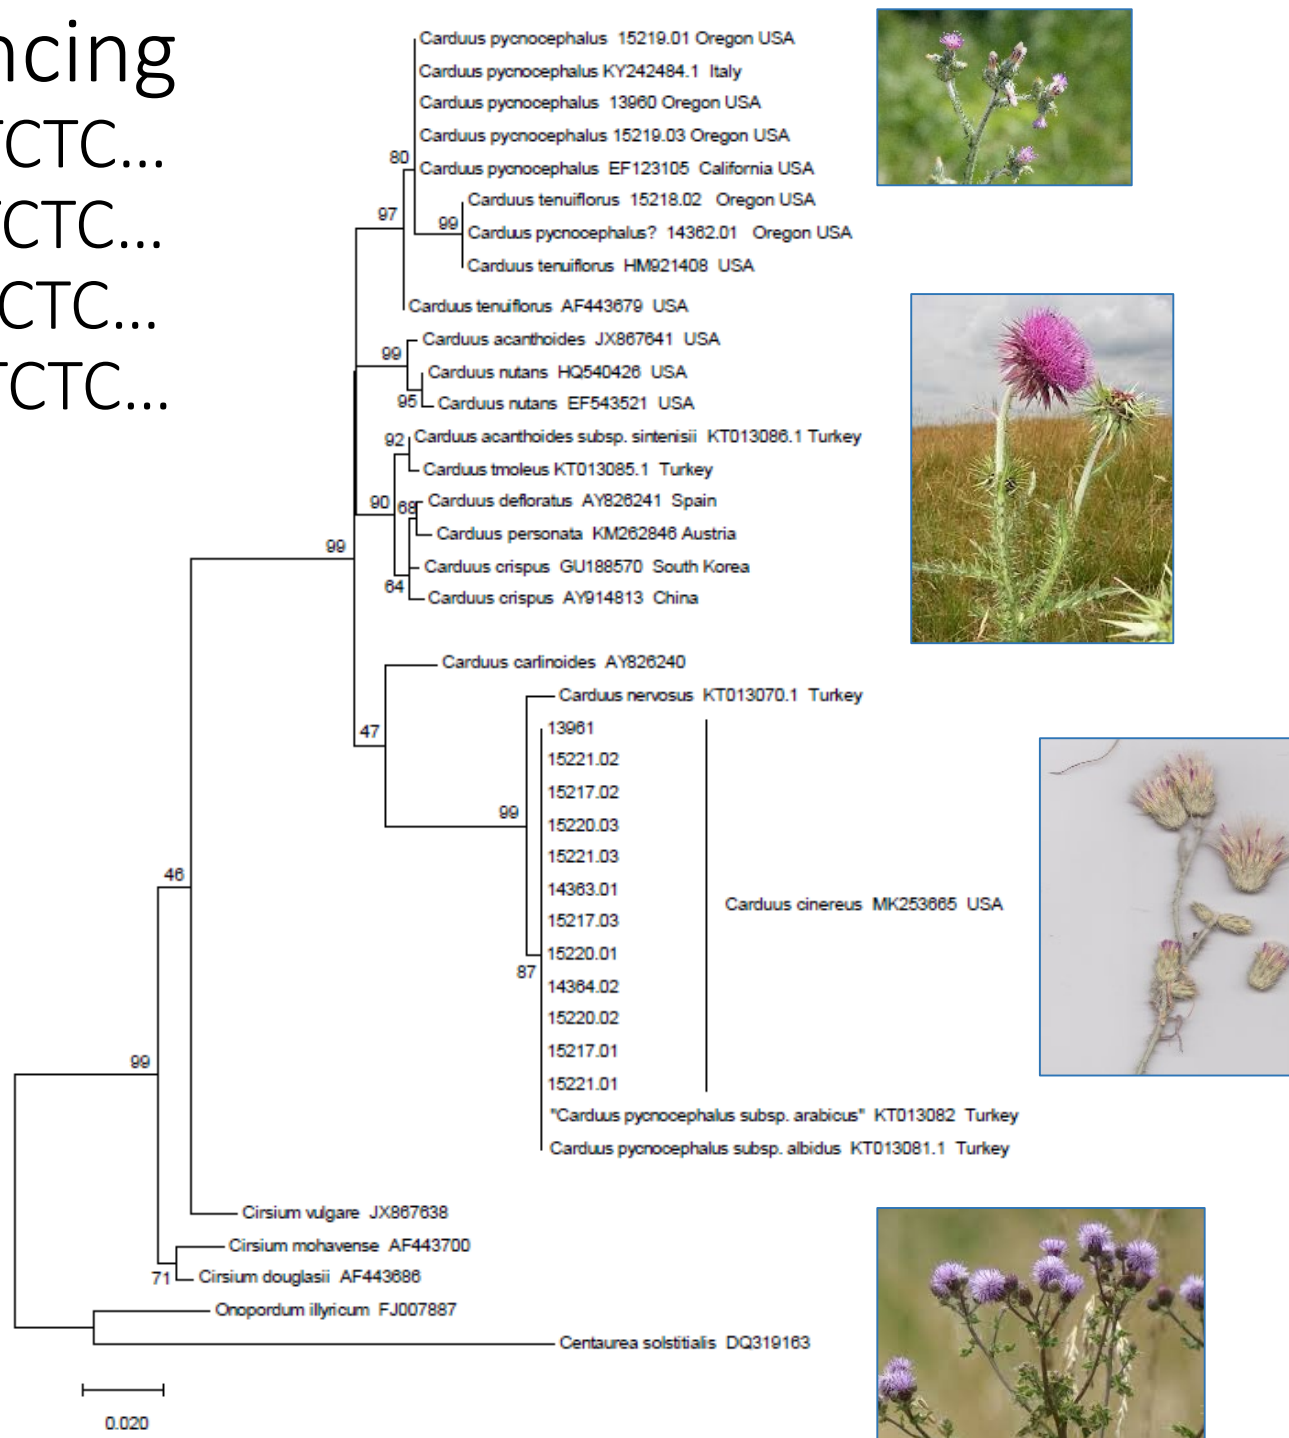 ncing
TCTC...
TCTC...
CTC...
TCTC...
Carduus pycnocephalus 15219.01 Oregon USA
Carduus pycnocephalus KY242484.1 Italy
Carduus pycnocephalus 13960 Oregon USA
Carduus pycnocephalus 15219.03 Oregon USA
80
Carduus pycnocephalus EF123105 California USA
Carduus tenuiflorus 15218.02 Oregon USA
97
99
Carduus pycnocephalus? 14362.01 Oregon USA
Carduus tenuiflorus HM921408 USA
Carduus tenuiflorus AF443679 USA
Carduus acanthoides JX867641 USA
99
Carduus nutans HQ540426 USA
95
Carduus nutans EF543521 USA
92
Carduus acanthoides subsp. sintenisii KT013086.1 Turkey
Carduus tmoleus KT013085.1 Turkey
90
68
Carduus defloratus AY826241 Spain
Carduus personata KM262846 Austria
99
Carduus crispus GU188570 South Korea
64
Carduus crispus AY914813 China
Carduus carlinoides AY826240
Carduus nervosus KT013070.1 Turkey
47
13961
15221.02
15217.02
99
15220.03
15221.03
46
14363.01
Carduus cinereus MK253665 USA
15217.03
15220.01
87
14364.02
15220.02
15217.01
99
15221.01
"Carduus pycnocephalus subsp. arabicus" KT013082 Turkey
Carduus pycnocephalus subsp. albidus KT013081.1 Turkey
Cirsium vulgare JX867638
Cirsium mohavense AF443700
71
Cirsium douglasii AF443686
Onopordum illyricum FJ007887
Centaurea solstitialis DQ319163
0.020